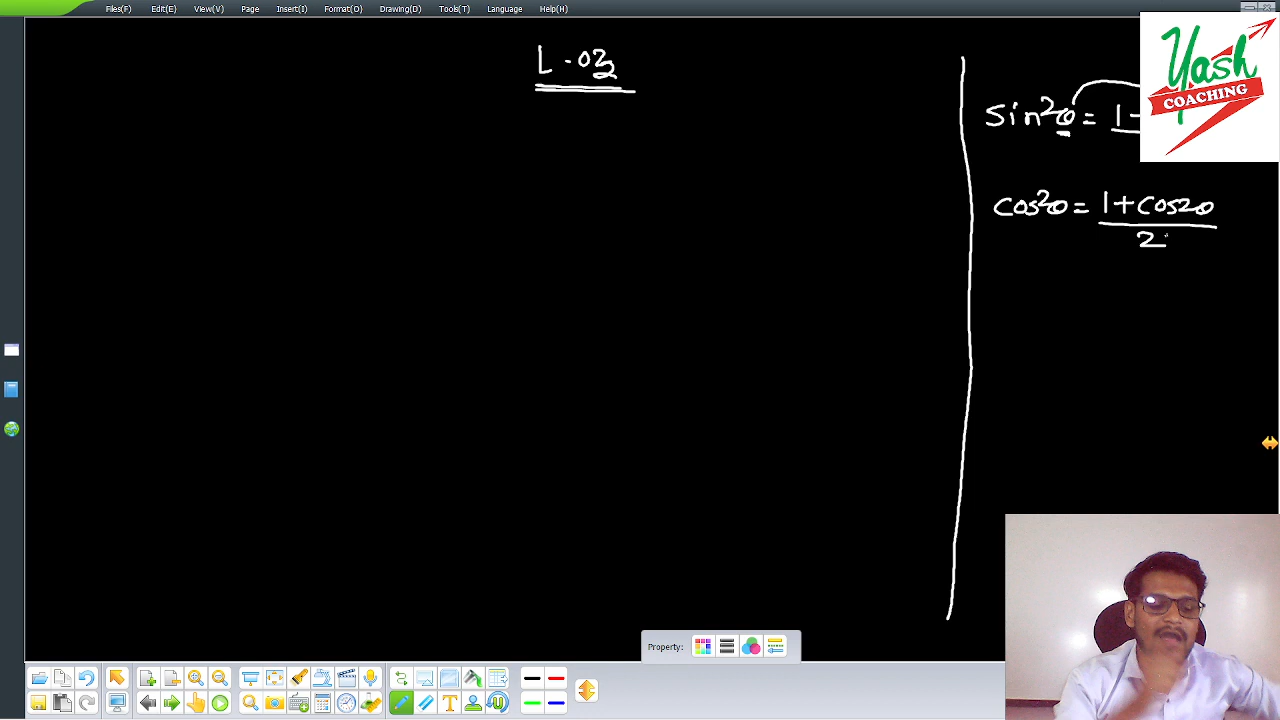 Files(F) Edit(E) View(V) Page Insert(I) Format(O) Drawing(D) Tools(T) Language Help(H)
L-03
Yash
COACHING
Sin²θ = 1-
Cos²θ = 1+Cos2θ
2
Property: